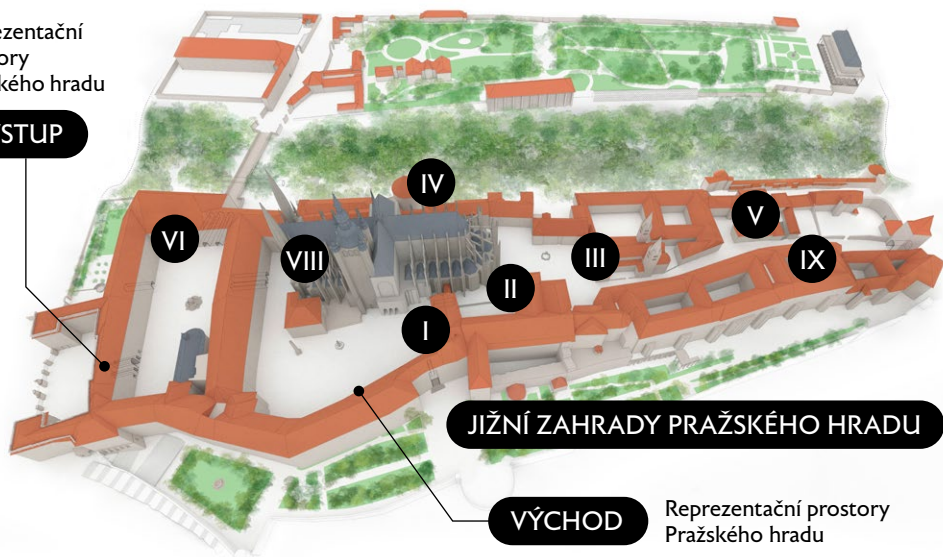 ezentační
ory
kého hradu
STUP
IV
V
VI
VIII
III
IX
II
I
JIŽNÍ ZAHRADY PRAŽSKÉHO HRADU
VÝCHOD
Reprezentační prostory
Pražského hradu